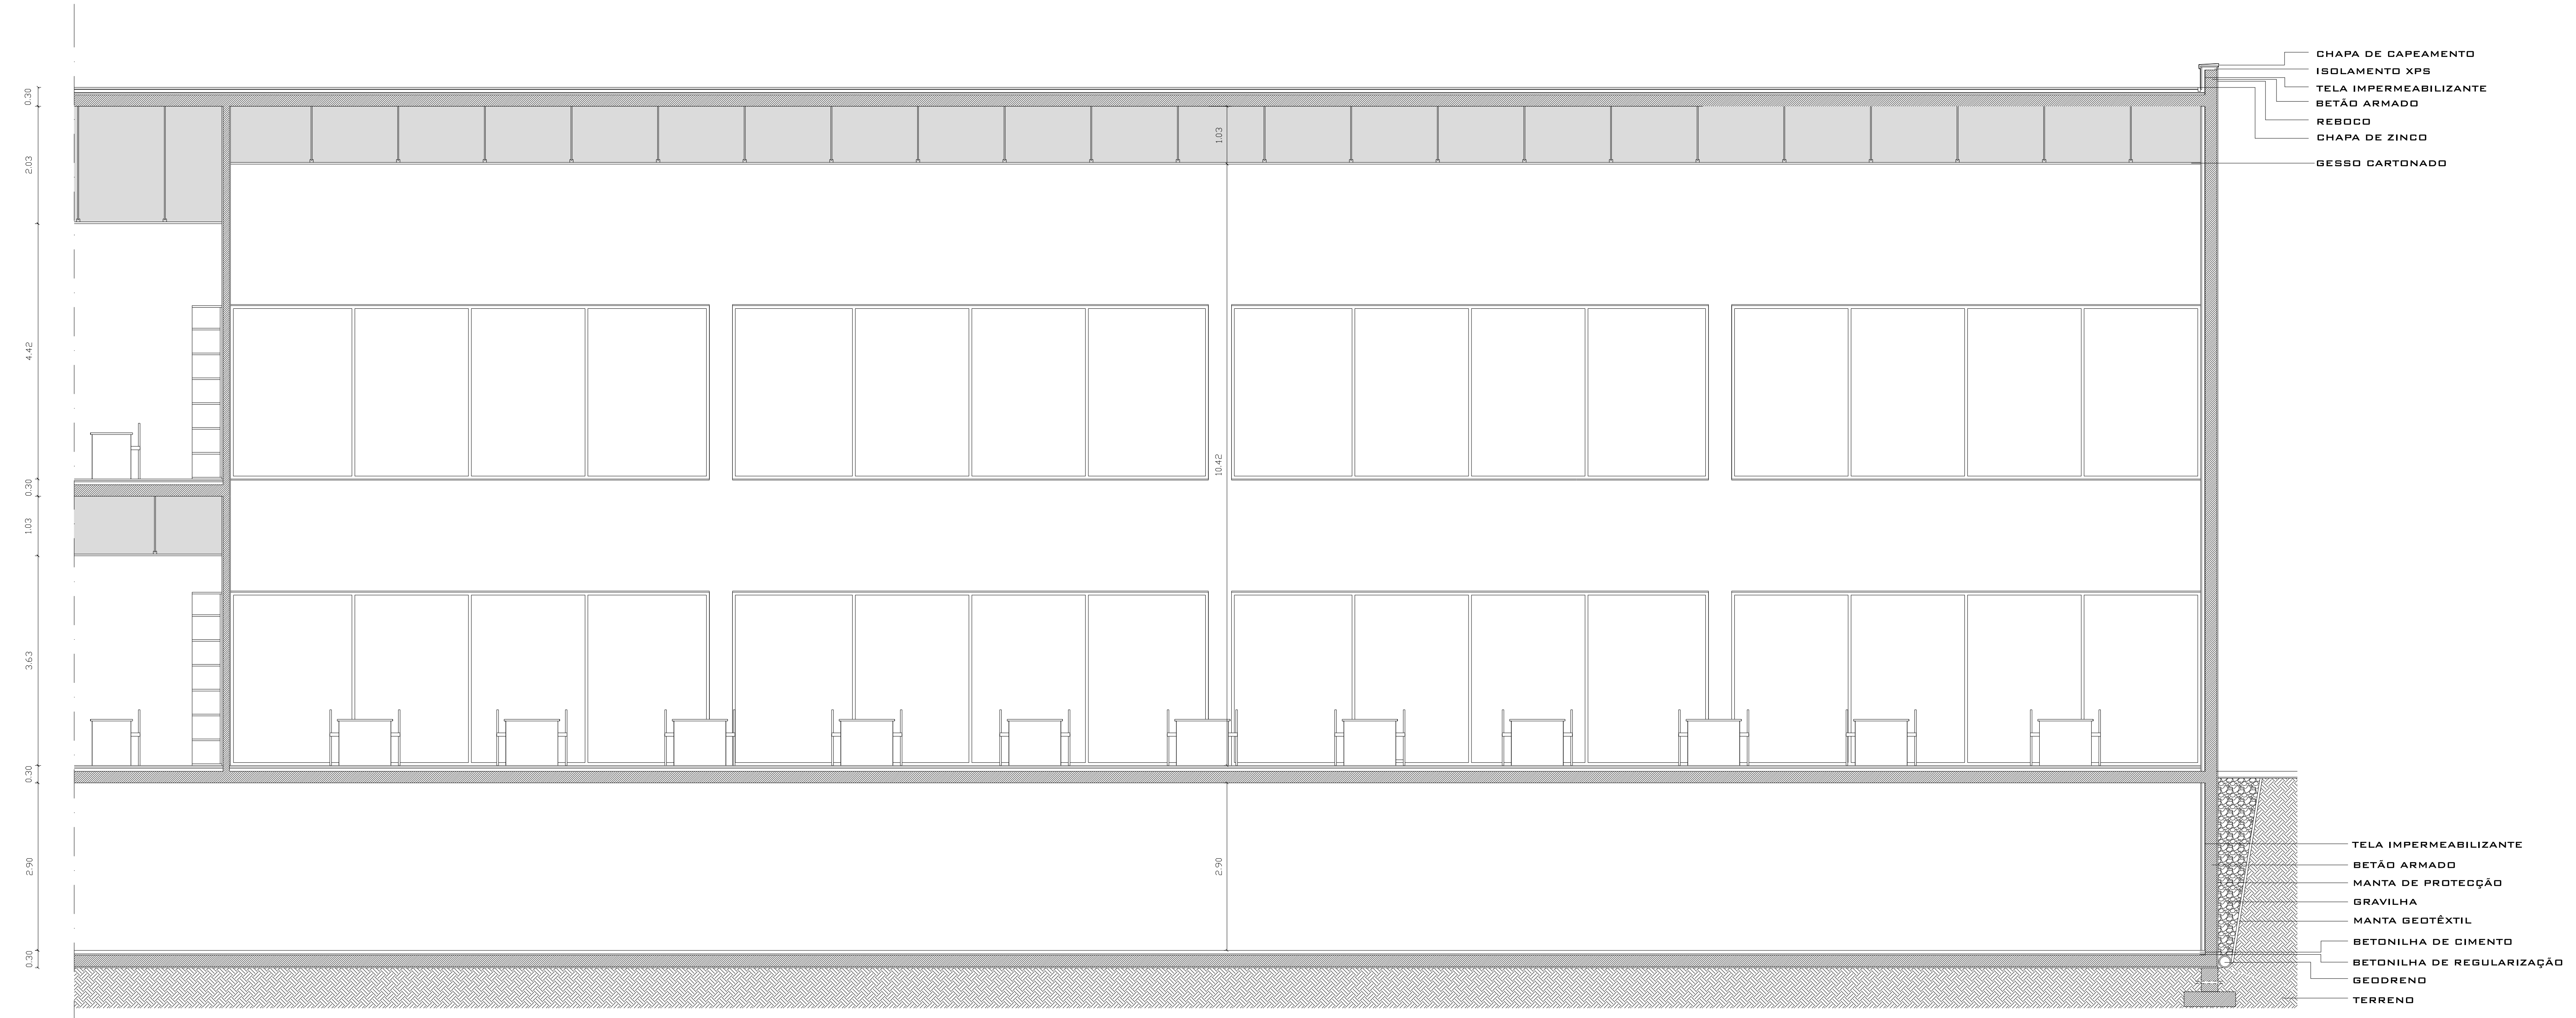 CHAPA DE CAPEAMENTO
ISOLAMENTO XPS
TELA IMPERMEABILIZANTE
BETÃO ARMADO
REBOCO
CHAPA DE ZINCO
GESSO CARTONADO
0.30
2.03
4.42
0.30
1.03
3.63
0.30
2.90
0.30
1.03
10.42
2.90
TELA IMPERMEABILIZANTE
BETÃO ARMADO
MANTA DE PROTECÇÃO
GRAVILHA
MANTA GEOTÊXTIL
BETONILHA DE CIMENTO
BETONILHA DE REGULARIZAÇÃO
GEODRENO
TERRENO